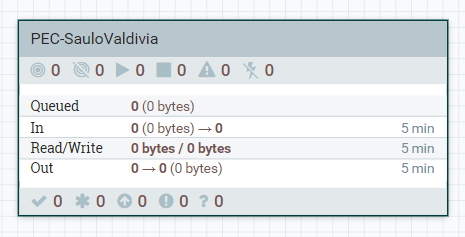 PEC-SauloValdivia
0 0 0 0 0 0
Queued 0 (0 bytes)
In 0 (0 bytes) → 0 5 min
Read/Write 0 bytes / 0 bytes 5 min
Out 0 → 0 (0 bytes) 5 min
0 0 0 0 ? 0